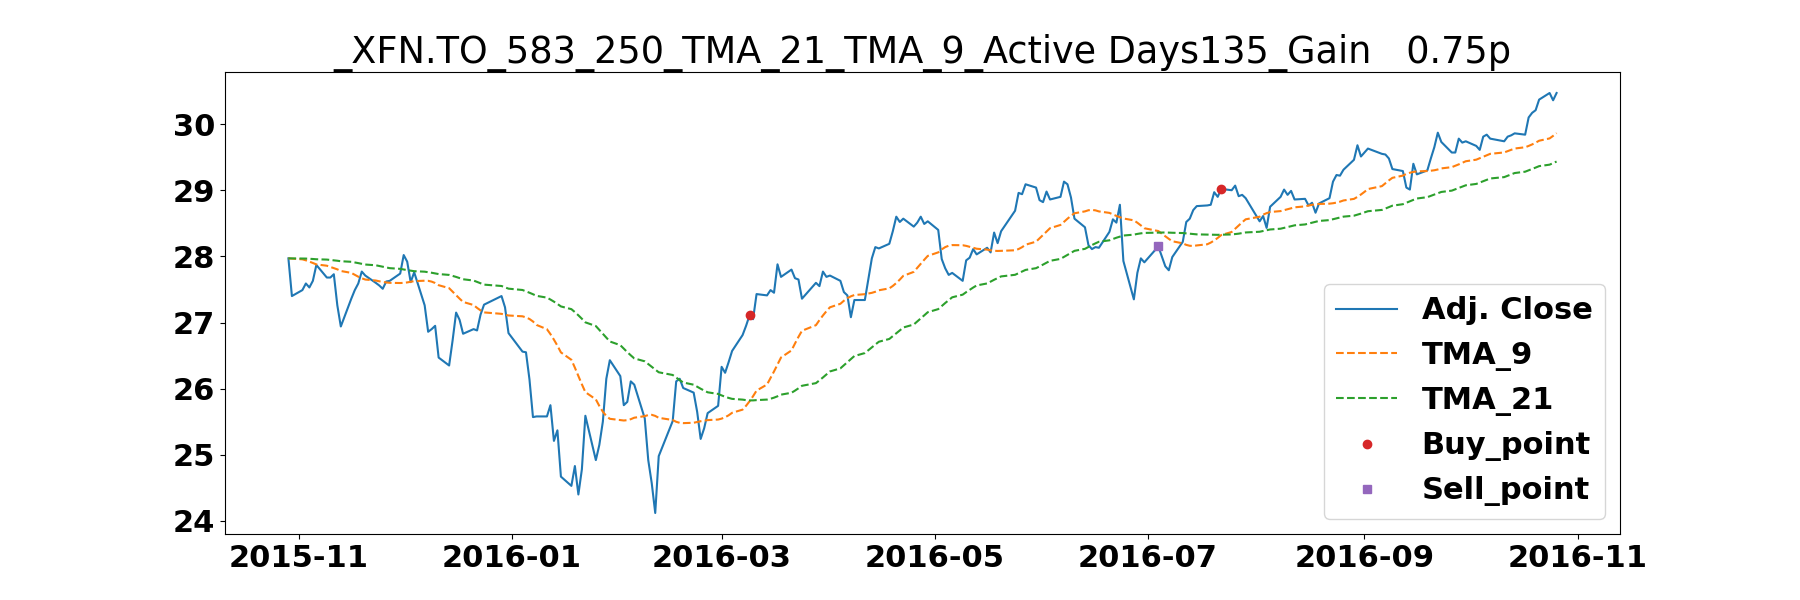 _XFN.TO_583_250_TMA_21_TMA_9_Active Days135_Gain   0.75p
30
29
28
27
26
25
24
Adj. Close
TMA_9
TMA_21
Buy_point
Sell_point
2015-11 2016-01 2016-03 2016-05 2016-07 2016-09 2016-11